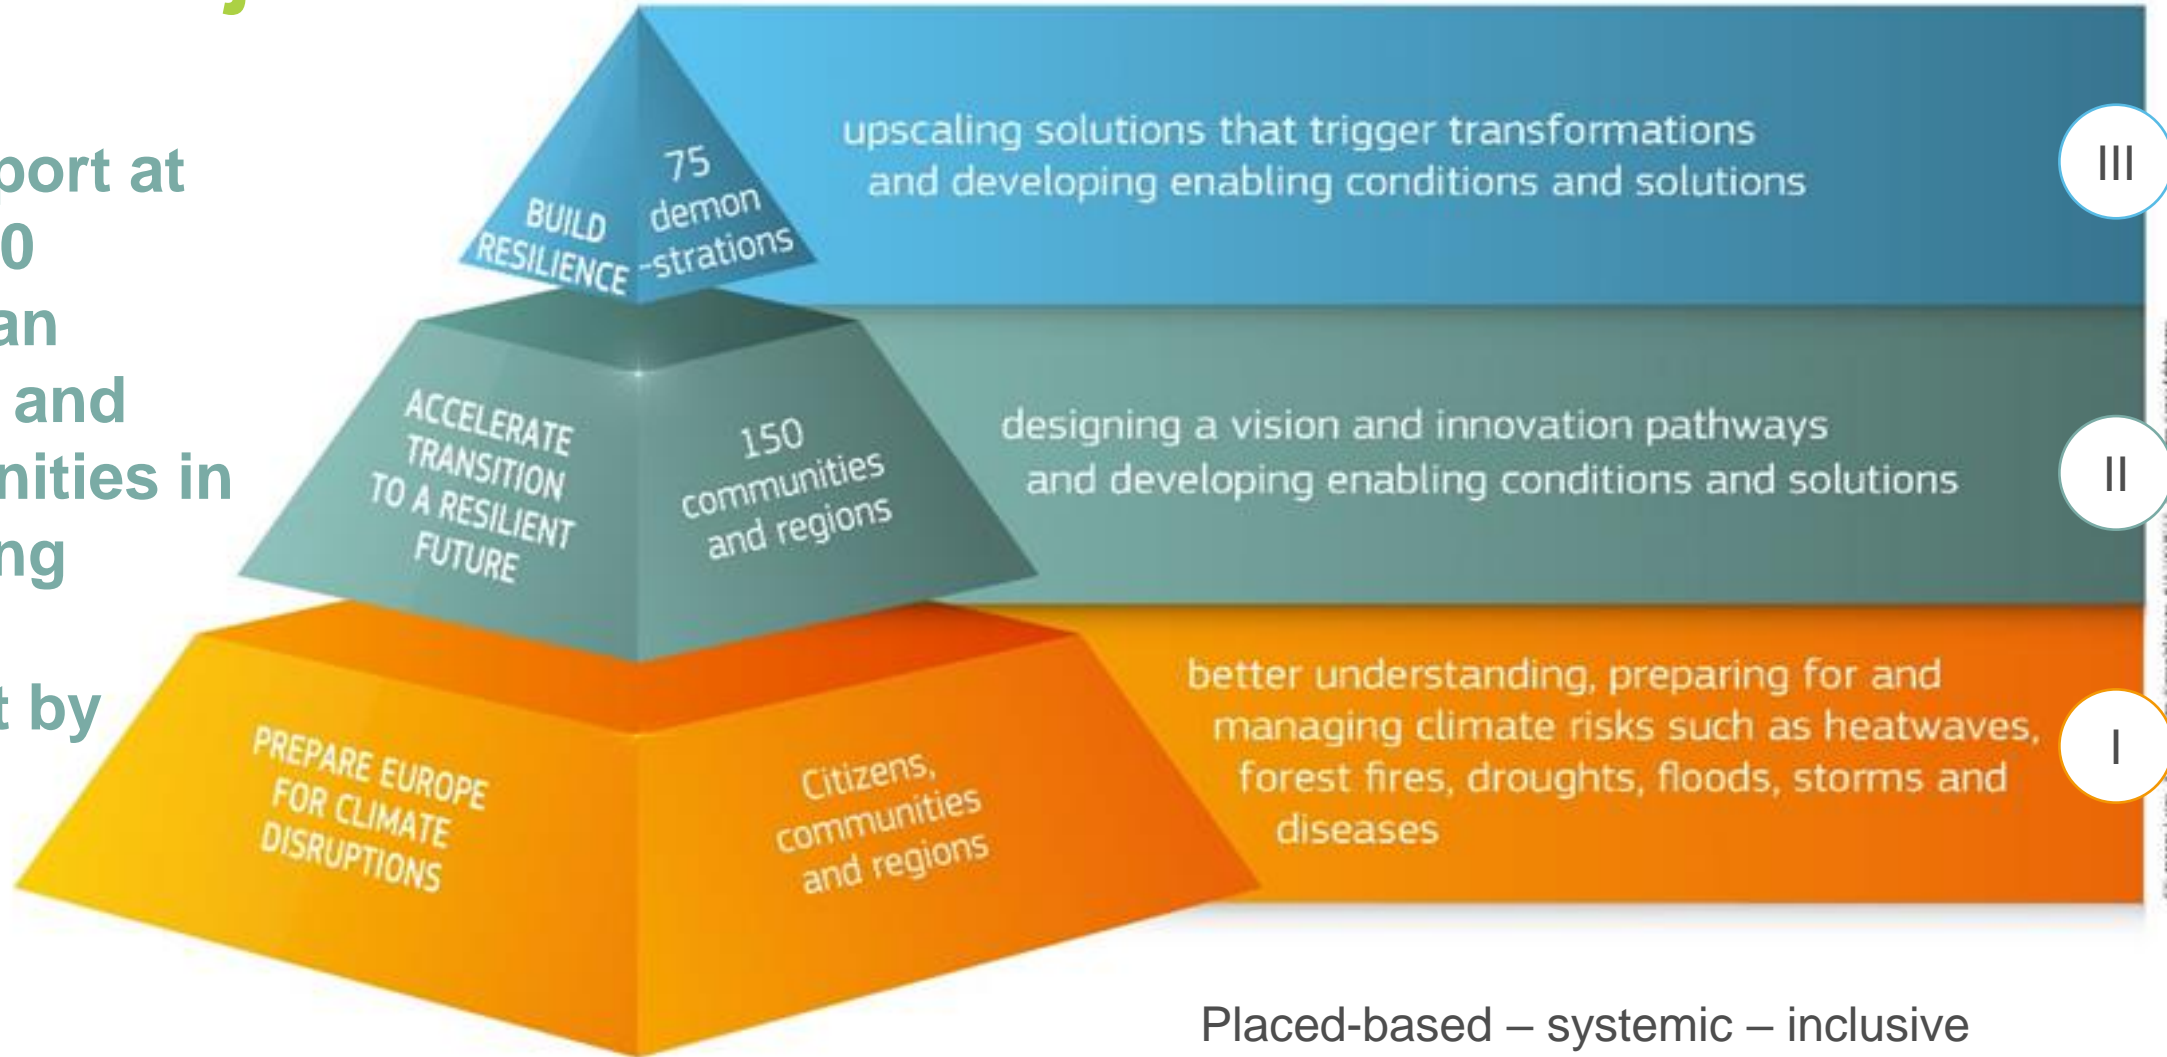 port at
0
an
and
nities in
ng
t by
BUILD
RESILIENCE
75
demon
-strations
upscaling solutions that trigger transformations
and developing enabling conditions and solutions
III
ACCELERATE
TRANSITION
TO A RESILIENT
FUTURE
150
communities
and regions
designing a vision and innovation pathways
and developing enabling conditions and solutions
II
PREPARE EUROPE
FOR CLIMATE
DISRUPTIONS
Citizens,
communities
and regions
better understanding, preparing for and
managing climate risks such as heatwaves,
forest fires, droughts, floods, storms and
diseases
I
Placed-based – systemic – inclusive